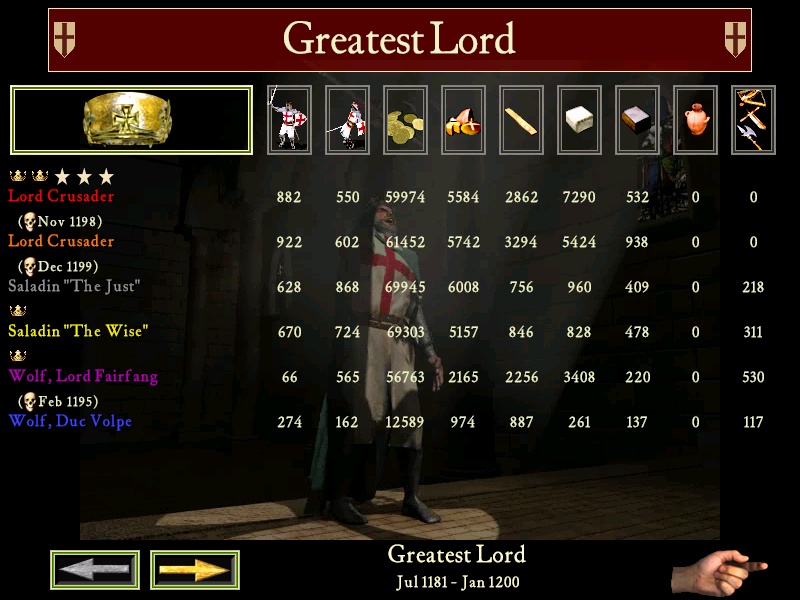 Greatest Lord
Lord Crusader 882 550 59974 5584 2862 7290 532 0 0
(Nov 1198)
Lord Crusader 922 602 61452 5742 3294 5424 938 0 0
(Dec 1199)
Saladin "The Just" 628 868 69945 6008 756 960 409 0 218
Saladin "The Wise" 670 724 69303 5157 846 828 478 0 311
Wolf, Lord Fairfang 66 565 56763 2165 2256 3408 220 0 530
(Feb 1195)
Wolf, Duc Volpe 274 162 12589 974 887 261 137 0 117
Greatest Lord
Jul 1181 - Jan 1200